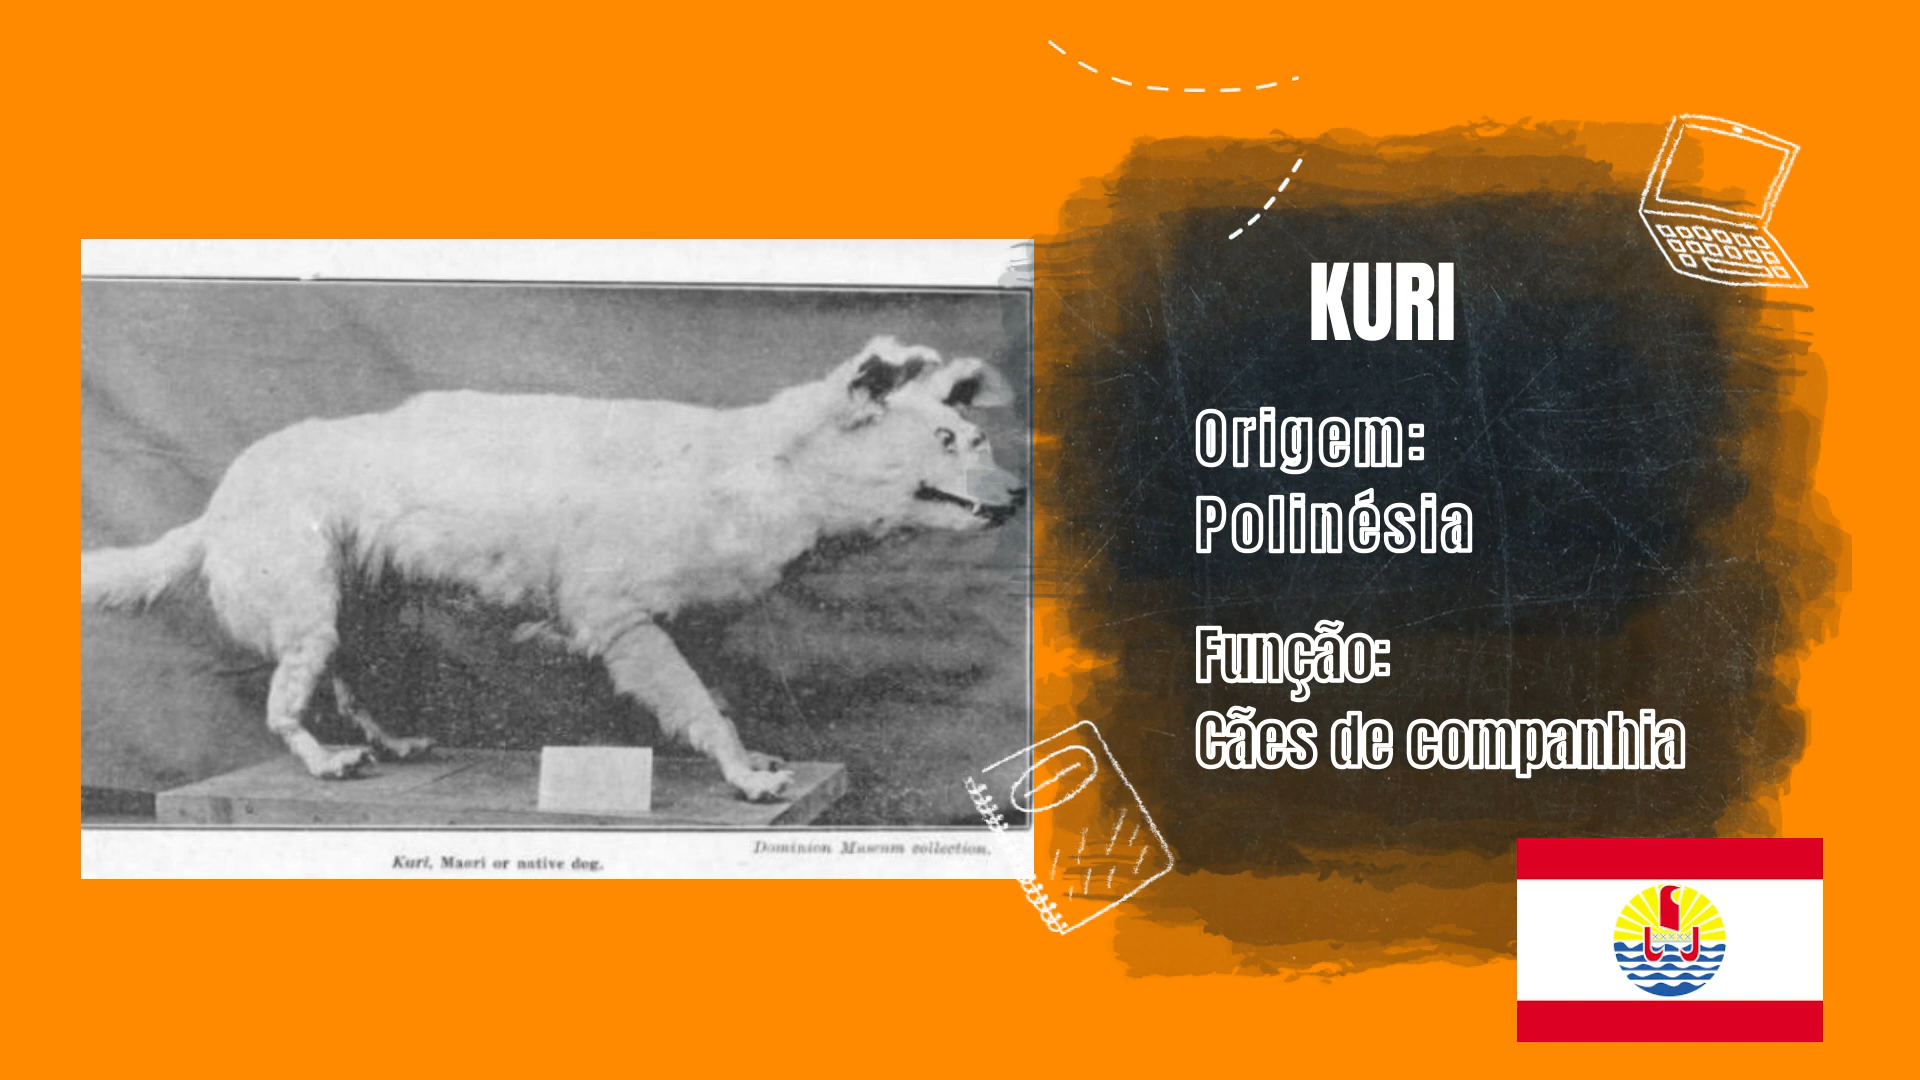 KURI
Origem:
Polinésia
Função:
Cães de companhia
Dominion Museum collection.
Kuri, Maori or native dog.